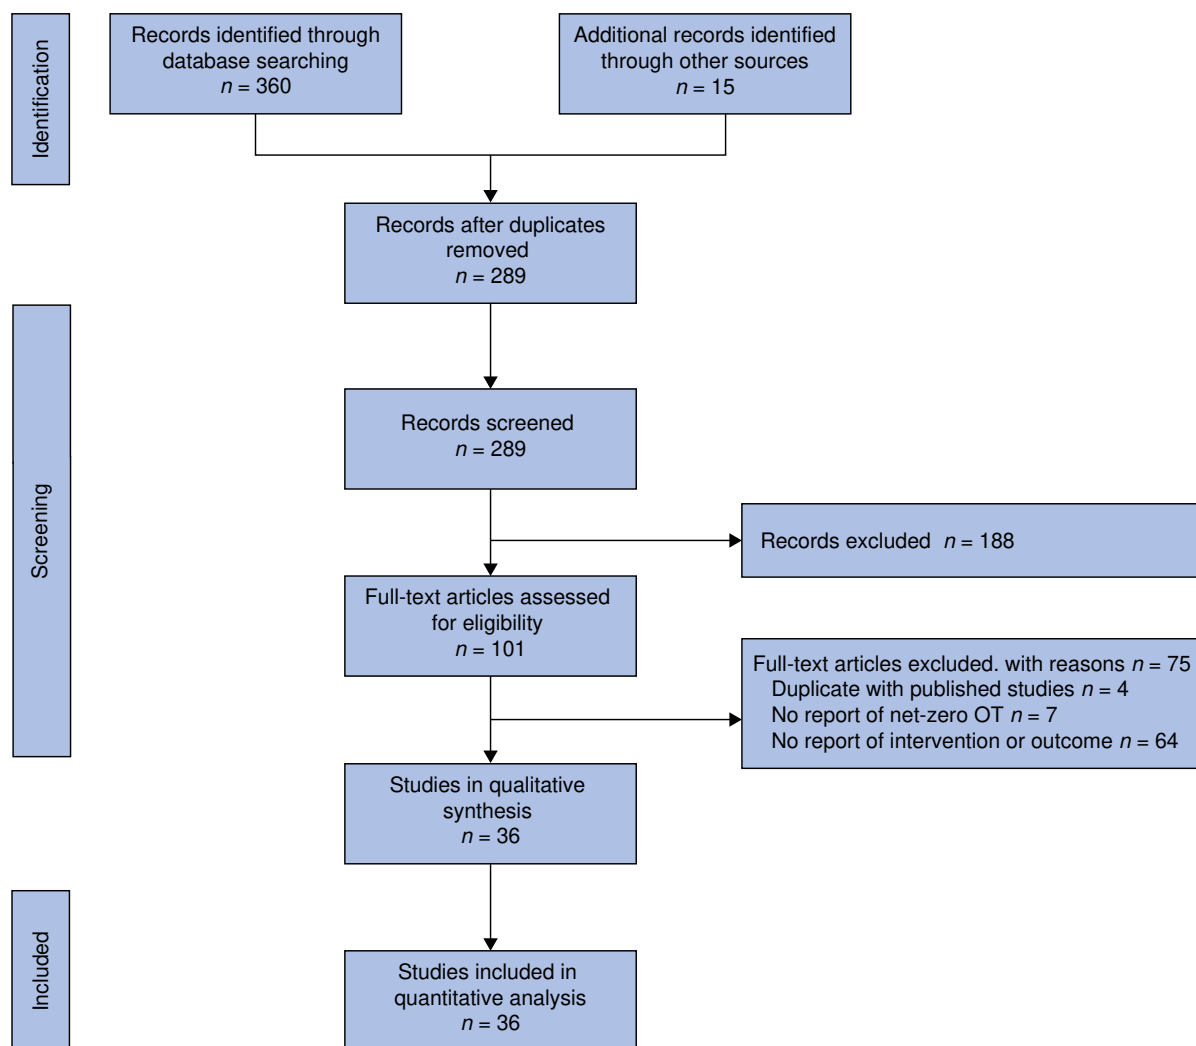 Identification
Records identified through
database searching
n = 360
Additional records identified
through other sources
n = 15
Records after duplicates
removed
n = 289
Screening
Records screened
n = 289
Records excluded n = 188
Full-text articles assessed
for eligibility
n = 101
Full-text articles excluded. with reasons n = 75
Duplicate with published studies n = 4
No report of net-zero OT n = 7
No report of intervention or outcome n = 64
Studies in qualitative
synthesis
n = 36
Included
Studies included in
quantitative analysis
n = 36